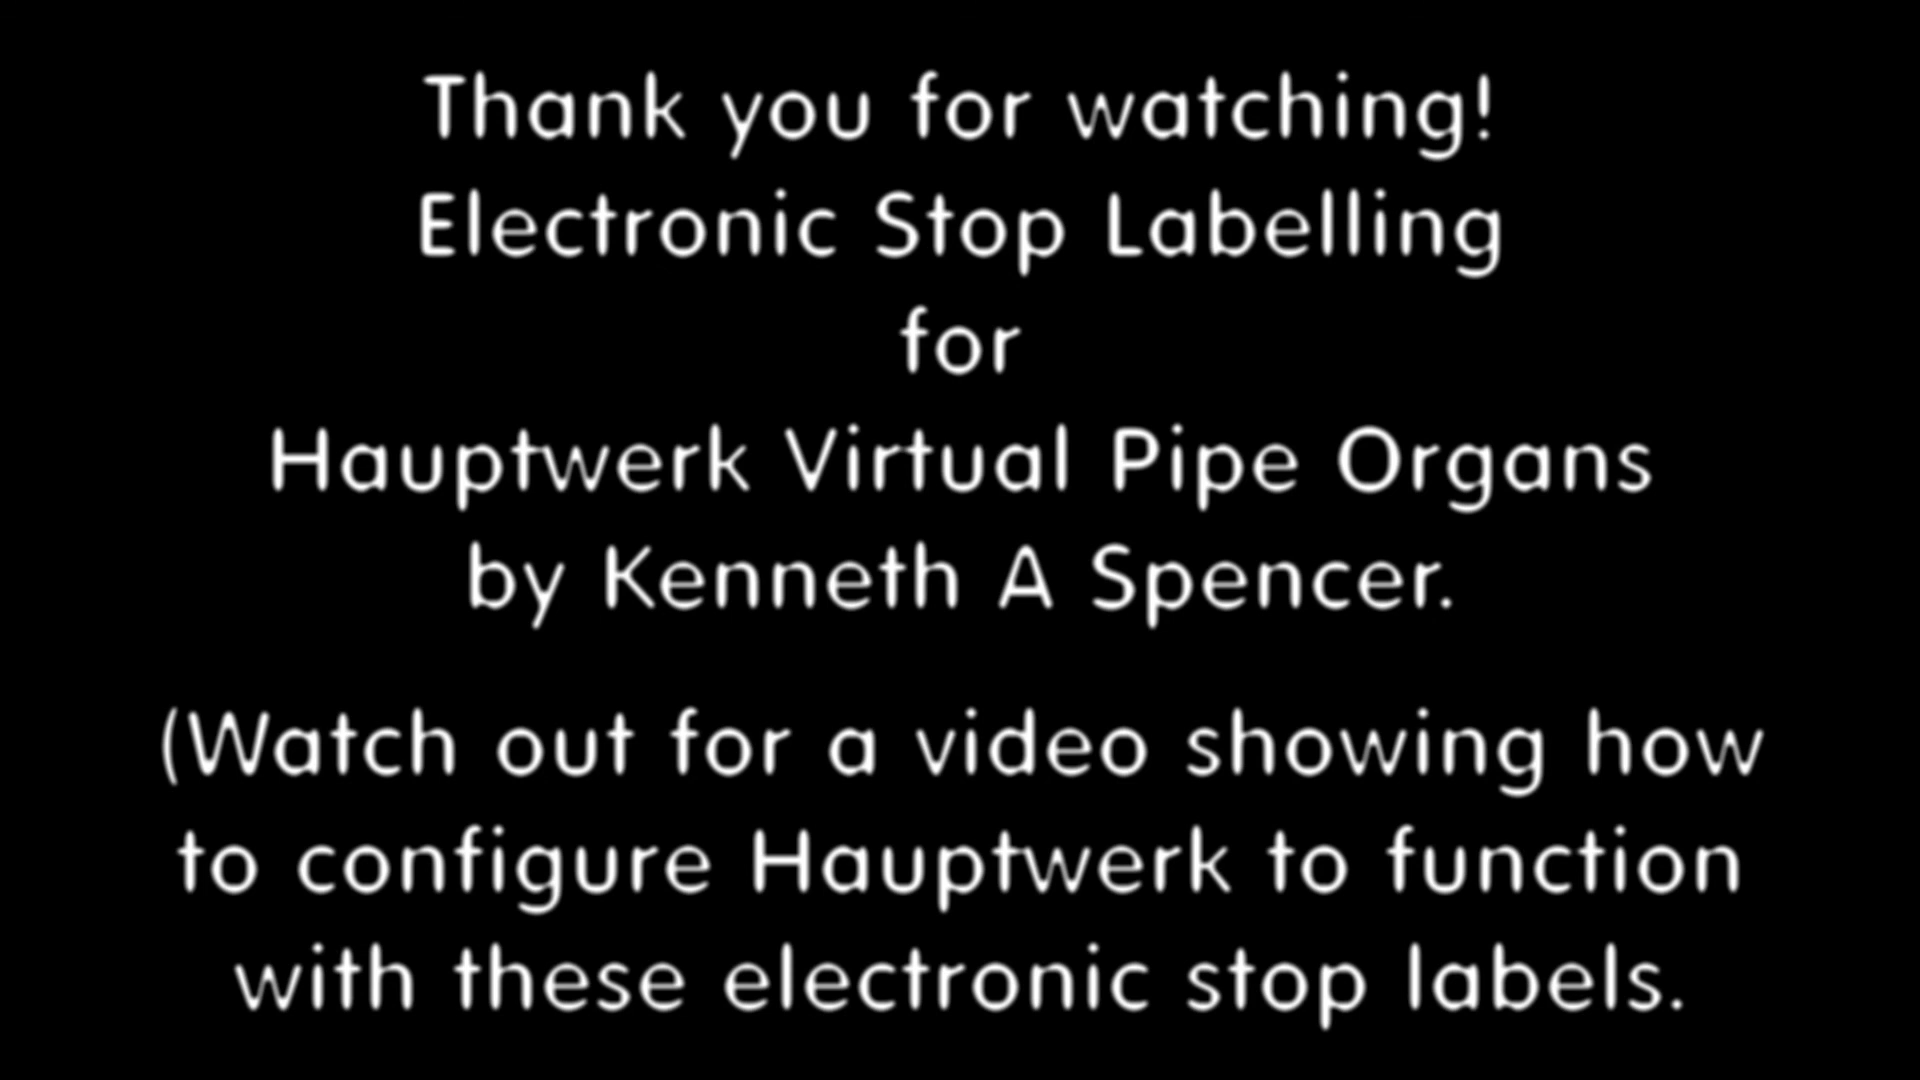 Thank you for watching!
Electronic Stop Labelling
for
Hauptwerk Virtual Pipe Organs
by Kenneth A Spencer.
(Watch out for a video showing how
to configure Hauptwerk to function
with these electronic stop labels.